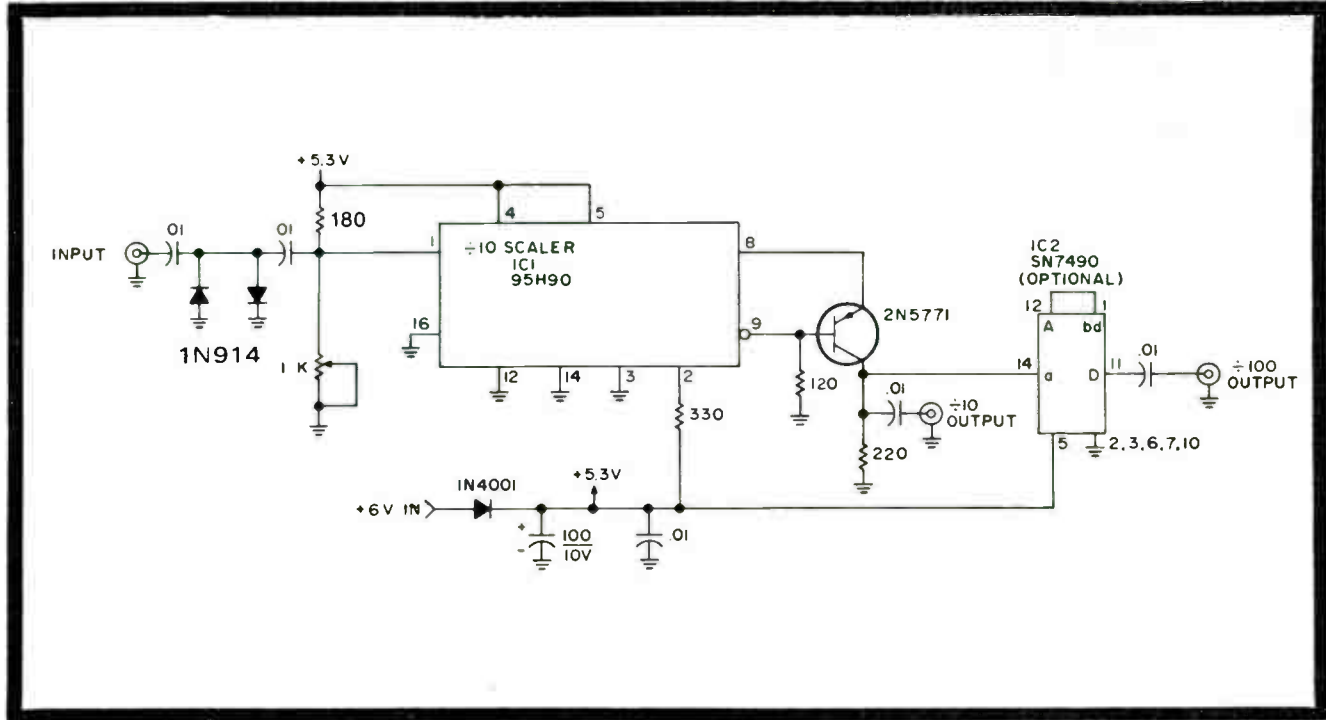 +5.3V
180
4
5
INPUT
.01
.01
1
÷10 SCALER
IC1
95H90
8
1N914
1 K
16
9
2N5771
12
14
3
2
120
330
.01
÷10
OUTPUT
220
IC2
SN7490
(OPTIONAL)
12
1
A
bd
14
a
D
11
.01
÷100
OUTPUT
5
2,3,6,7,10
+6V IN
1N4001
+5.3V
+
-
100
10V
.01